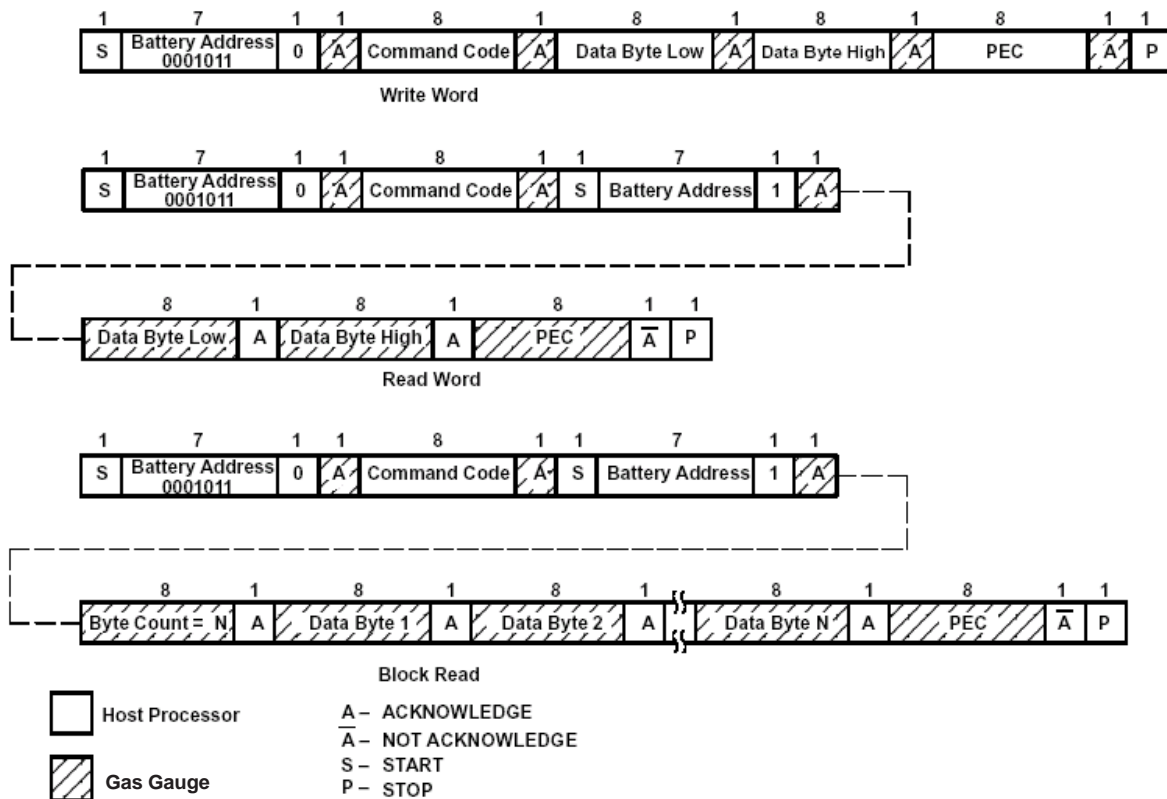 1 7 1 1 8 1 8 1 8 1 8 1 1
S Battery Address 0 A Command Code A Data Byte Low A Data Byte High A PEC A P
0001011
Write Word
1 7 1 1 8 1 1 7 1 1
S Battery Address 0 A Command Code A S Battery Address 1 A
0001011
8 1 8 1 8 1 1
Data Byte Low A Data Byte High A PEC A̅ P
Read Word
1 7 1 1 8 1 1 7 1 1
S Battery Address 0 A Command Code A S Battery Address 1 A
0001011
8 1 8 1 8 1 8 1 8 1 1
Byte Count = N A Data Byte 1 A Data Byte 2 A Data Byte N A PEC A̅ P
Block Read
Host Processor
Gas Gauge
A – ACKNOWLEDGE
A̅ – NOT ACKNOWLEDGE
S – START
P – STOP